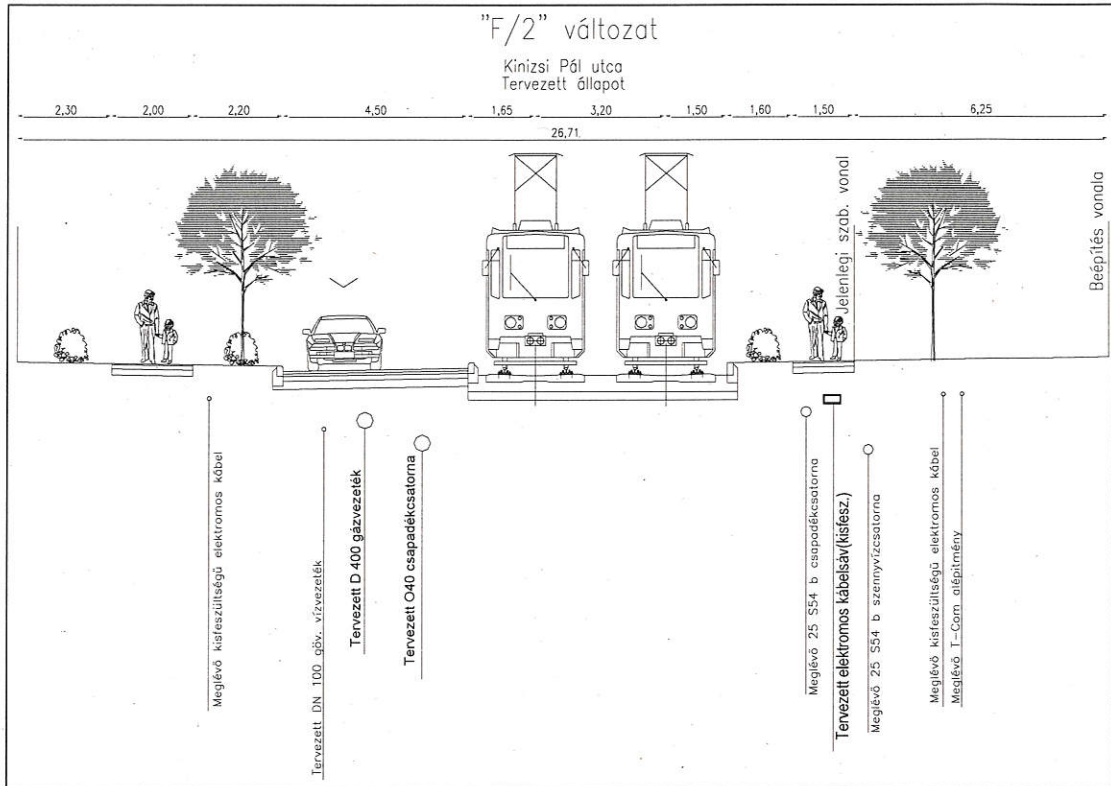 "F/2" változat
Kinizsi Pál utca
Tervezett állapot
2,30 2,00 2,20 4,50 1,65 3,20 1,50 1,60 1,50 6,25
26,71
Jelenlegi szab. vonal
Beépítés vonala
Meglévő kisfeszültségű elektromos kábel
Tervezett DN 100 göv. vízvezeték
Tervezett D 400 gázvezeték
Tervezett O40 csapadékcsatorna
Meglévő 25 S54 b csapadékcsatorna
Tervezett elektromos kábelsáv(kisfesz.)
Meglévő 25 S54 b szennyvízcsatorna
Meglévő kisfeszültségű elektromos kábel
Meglévő T-Com alépítmény